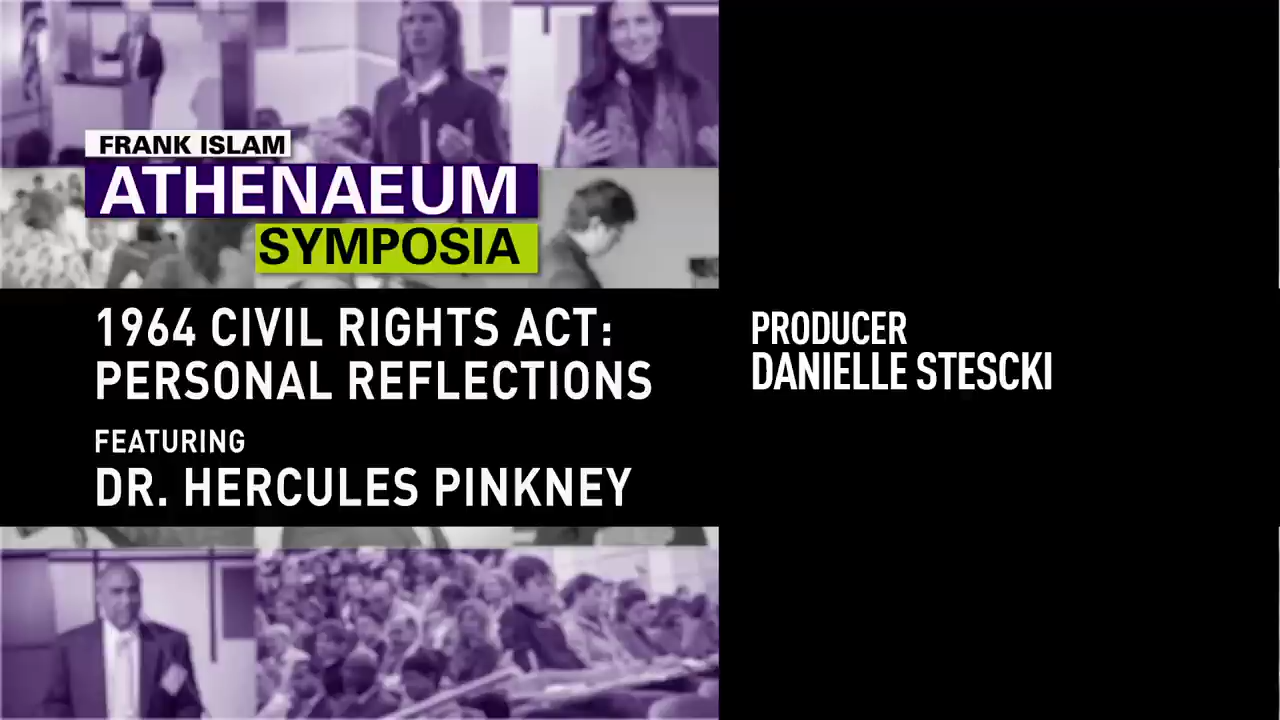 FRANK ISLAM
ATHENAEUM
SYMPOSIA
1964 CIVIL RIGHTS ACT:
PERSONAL REFLECTIONS
FEATURING
DR. HERCULES PINKNEY
PRODUCER
DANIELLE STESCKI